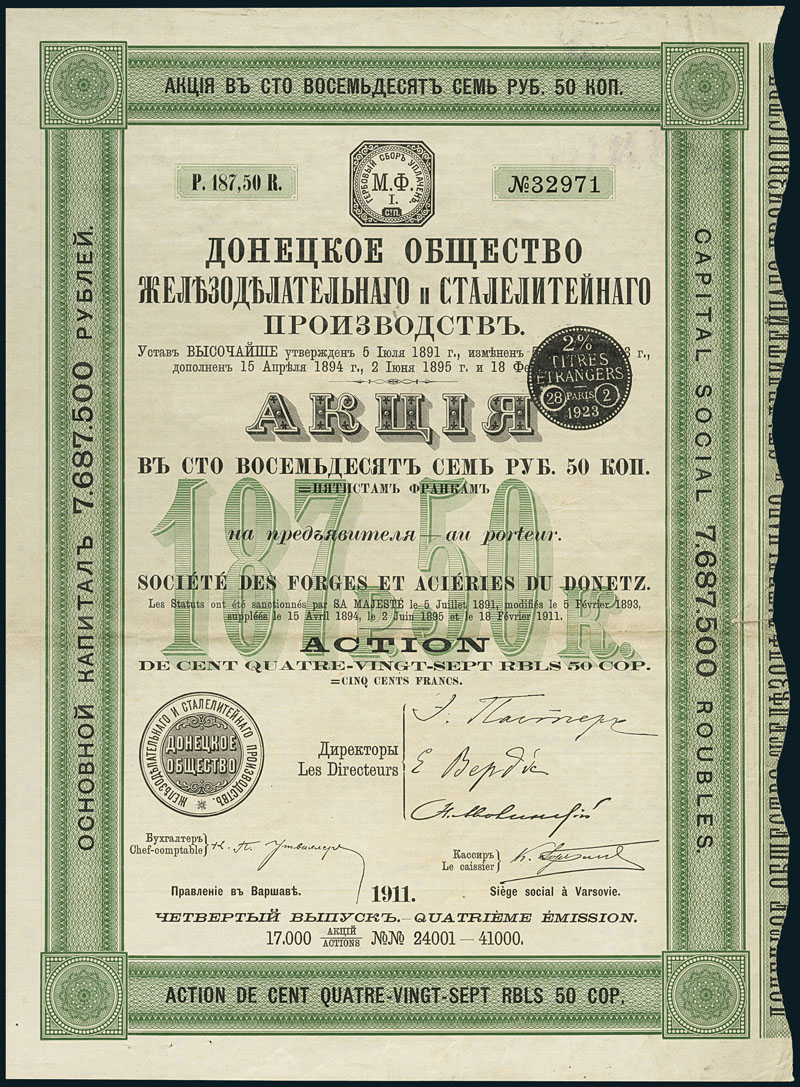 АКЦІЯ ВЪ СТО ВОСЕМЬДЕСЯТЪ СЕМЬ РУБ. 50 КОП.
Р. 187,50 R.
ГЕРБОВЫЙ СБОРЪ УПЛАЧЕНЪ.
М.Ф.
I.
С-П.
№32971
ДОНЕЦКОЕ ОБЩЕСТВО
ЖЕЛѢЗОДѢЛАТЕЛЬНАГО и СТАЛЕЛИТЕЙНАГО
ПРОИЗВОДСТВЪ.
Уставъ ВЫСОЧАЙШЕ утвержденъ 5 Іюля 1891 г., измѣненъ
дополненъ 15 Апрѣля 1894 г., 2 Іюня 1895 г. и 18
2%
TITRES
ETRANGERS
28 PARIS 2
1923
АКЦІЯ
ВЪ СТО ВОСЕМЬДЕСЯТЪ СЕМЬ РУБ. 50 КОП.
=ПЯТИСТАМЪ ФРАНКАМЪ
187 Р. 50 К.
на предъявителя — au porteur.
SOCIÉTÉ DES FORGES ET ACIÉRIES DU DONETZ.
Les Statuts ont été sanctionnés par SA MAJESTÉ le 5 Juillet 1891, modifiés le 5 Février 1893,
suppléés le 15 Avril 1894, le 2 Juin 1895 et le 18 Février 1911.
ACTION
DE CENT QUATRE-VINGT-SEPT RBLS 50 COP.
=CINQ CENTS FRANCS.
ЖЕЛѢЗОДѢЛАТЕЛЬНАГО И СТАЛЕЛИТЕЙНАГО ПРОИЗВОДСТВЪ.
ДОНЕЦКОЕ
ОБЩЕСТВО
Директоры
Les Directeurs
Бухгалтеръ
Chef-comptable
Кассиръ
Le caissier
Правленіе въ Варшавѣ.
1911.
Siège social à Varsovie.
ЧЕТВЕРТЫЙ ВЫПУСКЪ. — QUATRIÈME ÉMISSION.
17.000 АКЦІЙ
ACTIONS №№ 24001 — 41000.
ACTION DE CENT QUATRE-VINGT-SEPT RBLS 50 COP.
ОСНОВНОЙ КАПИТАЛЪ 7.687.500 РУБЛЕЙ.
CAPITAL SOCIAL 7.687.500 ROUBLES.